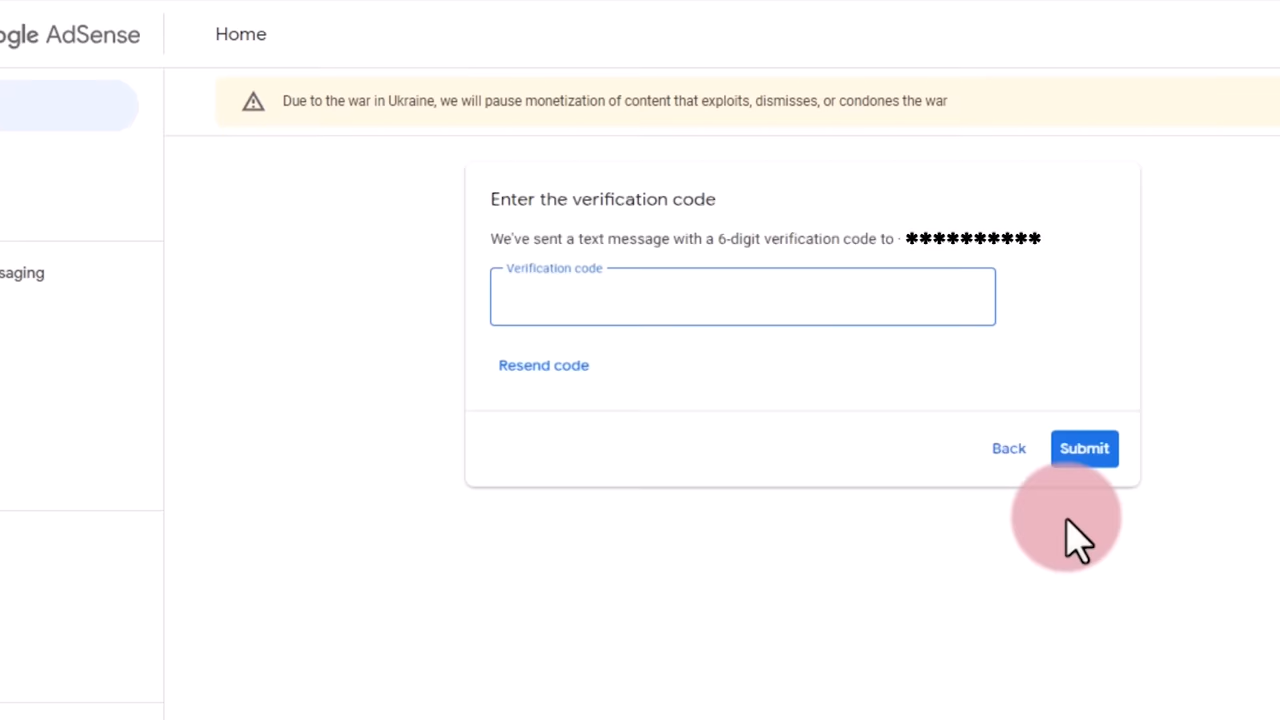 ogle AdSense
Home
Due to the war in Ukraine, we will pause monetization of content that exploits, dismisses, or condones the war
Enter the verification code
We've sent a text message with a 6-digit verification code to · **********
Verification code
saging
Resend code
Back
Submit